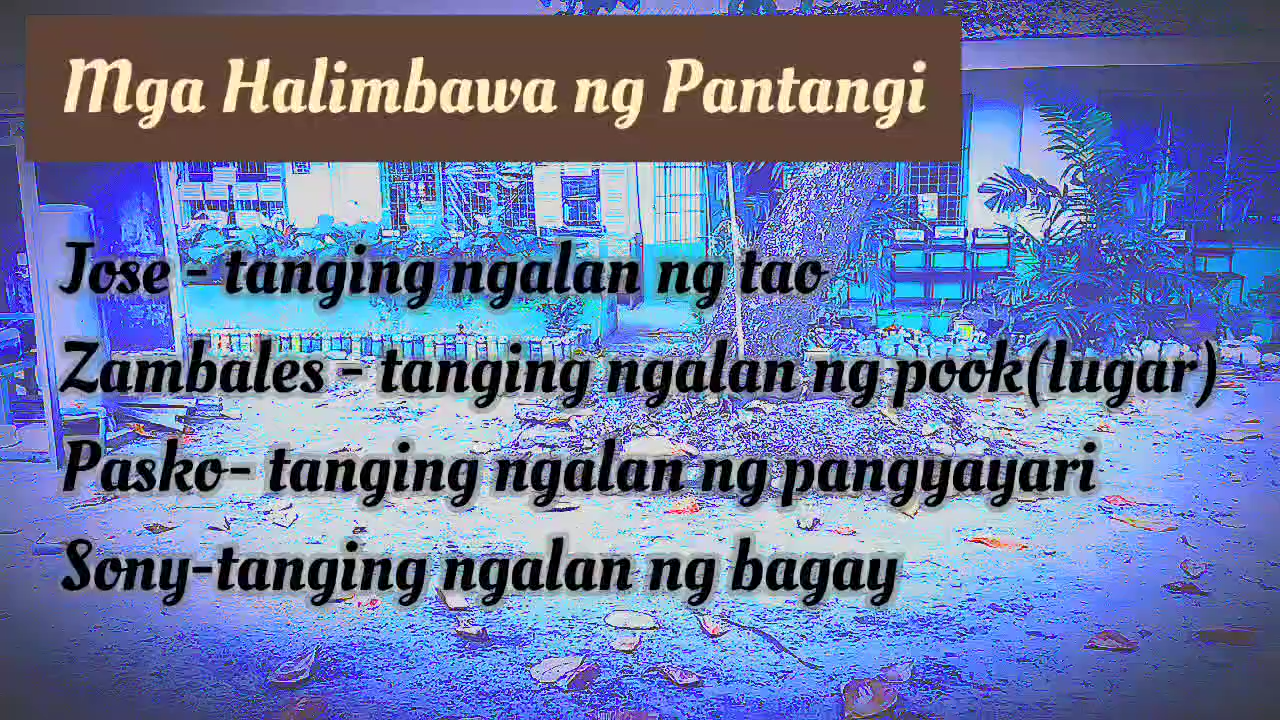 Mga Halimbawa ng Pantangi
Jose - tanging ngalan ng tao
Zambales - tanging ngalan ng pook(lugar)
Pasko- tanging ngalan ng pangyayari
Sony-tanging ngalan ng bagay